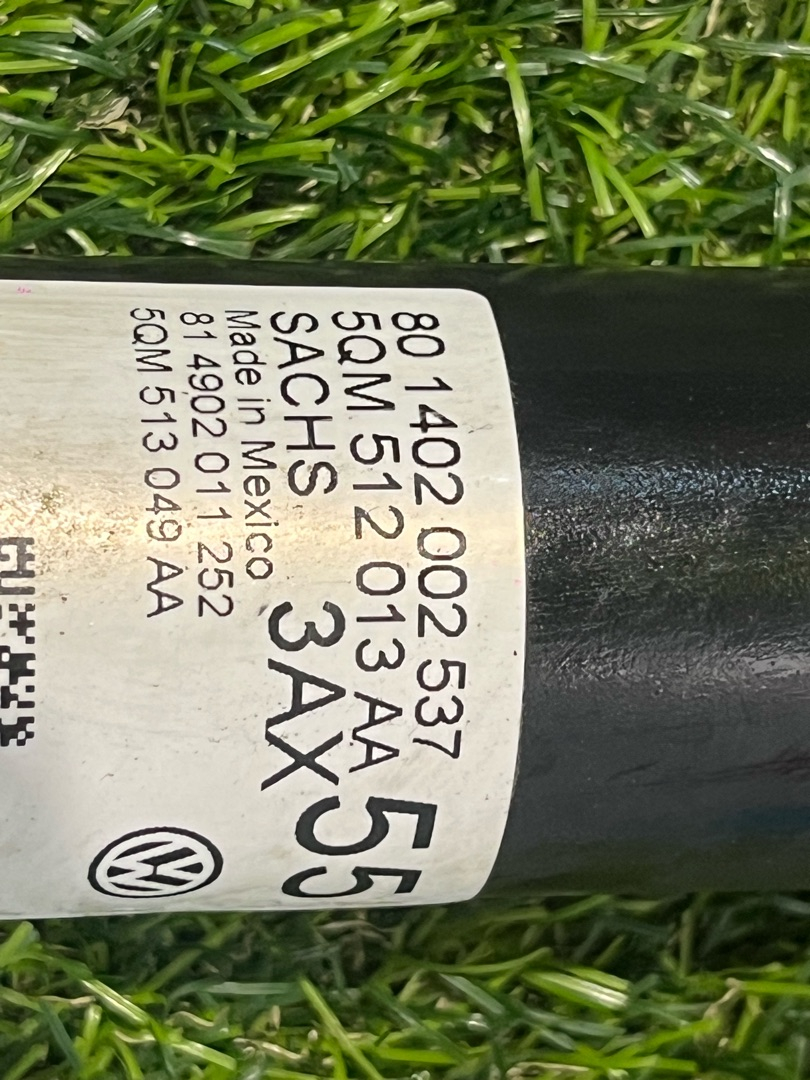 80 1402 002 537
5QM 512 013 AA
55
SACHS
3AX
Made in Mexico
81 4902 011 252
5QM 513 049 AA
VW